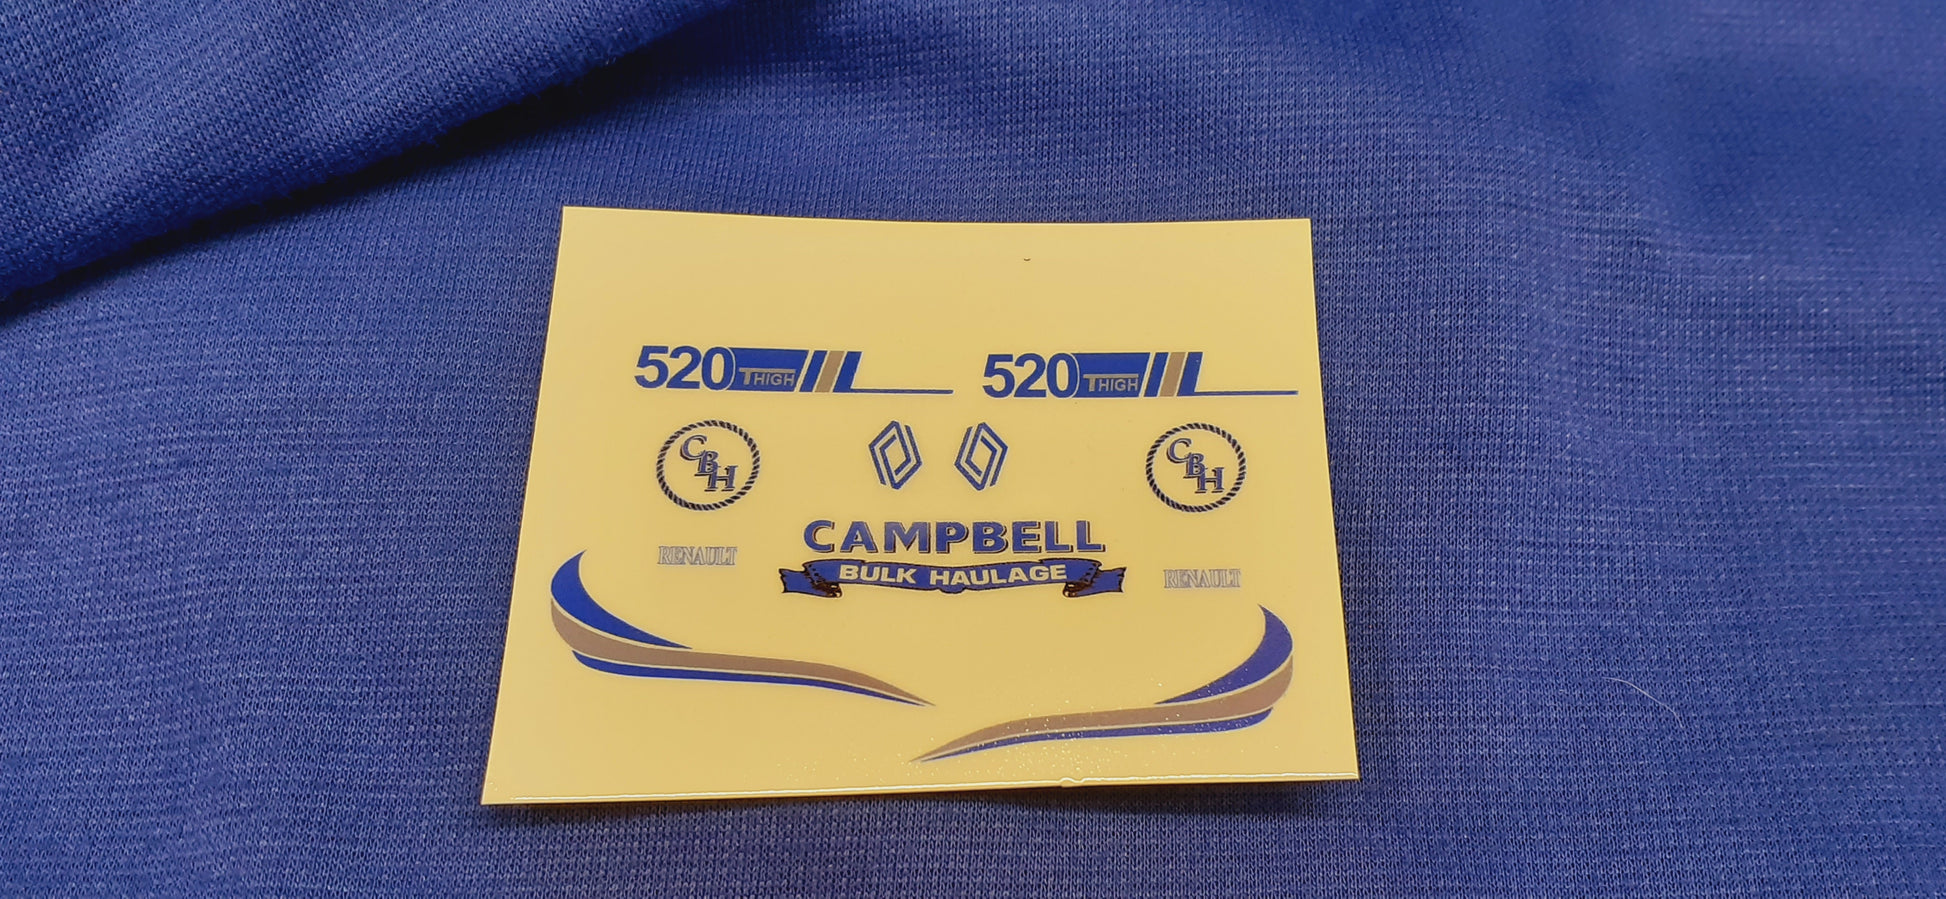 520 THIGH
520 THIGH
CBH
CBH
CAMPBELL
BULK HAULAGE
RENAULT
RENAULT